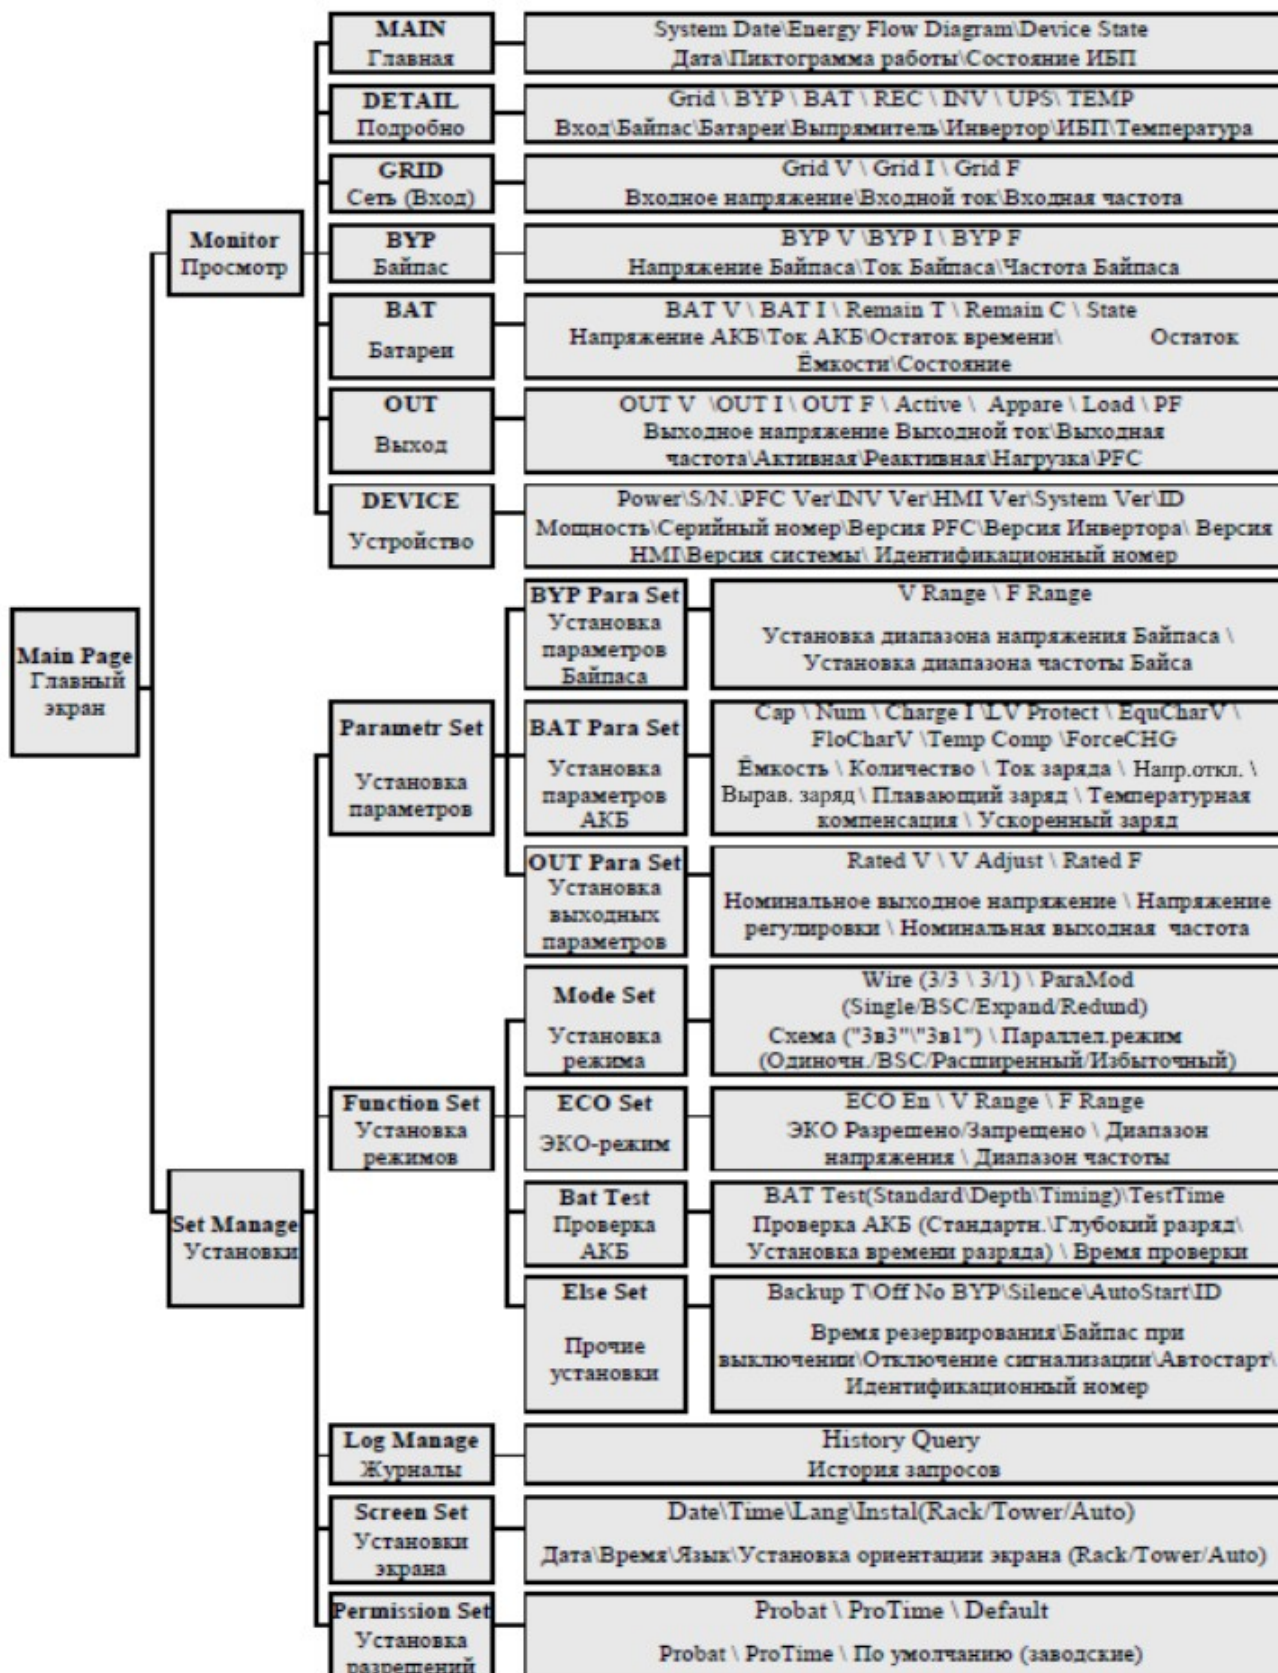 MAIN
Главная
System Date\Energy Flow Diagram\Device State
Дата\Пиктограмма работы\Состояние ИБП
DETAIL
Подробно
Grid \ BYP \ BAT \ REC \ INV \ UPS\ TEMP
Вход\Байпас\Батареи\Выпрямитель\Инвертор\ИБП\Температура
GRID
Сеть (Вход)
Grid V \ Grid I \ Grid F
Входное напряжение\Входной ток\Входная частота
Monitor
Просмотр
BYP
Байпас
BYP V \BYP I \ BYP F
Напряжение Байпаса\Ток Байпаса\Частота Байпаса
BAT
Батареи
BAT V \ BAT I \ Remain T \ Remain C \ State
Напряжение АКБ\Ток АКБ\Остаток времени\ Остаток
Ёмкости\Состояние
OUT
Выход
OUT V \OUT I \ OUT F \ Active \ Appare \ Load \ PF
Выходное напряжение Выходной ток\Выходная
частота\Активная\Реактивная\Нагрузка\PFC
DEVICE
Устройство
Power\S/N.\PFC Ver\INV Ver\HMI Ver\System Ver\ID
Мощность\Серийный номер\Версия PFC\Версия Инвертора\ Версия
HMI\Версия системы\ Идентификационный номер
Main Page
Главный
экран
BYP Para Set
Установка
параметров
Байпаса
V Range \ F Range
Установка диапазона напряжения Байпаса \
Установка диапазона частоты Байса
Parametr Set
Установка
параметров
BAT Para Set
Установка
параметров
АКБ
Cap \ Num \ Charge I \LV Protect \ EquCharV \
FloCharV \Temp Comp \ForceCHG
Ёмкость \ Количество \ Ток заряда \ Напр.откл. \
Вырав. заряд \ Плавающий заряд \ Температурная
компенсация \ Ускоренный заряд
OUT Para Set
Установка
выходных
параметров
Rated V \ V Adjust \ Rated F
Номинальное выходное напряжение \ Напряжение
регулировки \ Номинальная выходная частота
Mode Set
Установка
режима
Wire (3/3 \ 3/1) \ ParaMod
(Single/BSC/Expand/Redund)
Схема ("3в3"\"3в1") \ Параллел.режим
(Одиночн./BSC/Расширенный/Избыточный)
Function Set
Установка
режимов
ECO Set
ЭКО-режим
ECO En \ V Range \ F Range
ЭКО Разрешено/Запрещено \ Диапазон
напряжения \ Диапазон частоты
Set Manage
Установки
Bat Test
Проверка
АКБ
BAT Test(Standard\Depth\Timing)\TestTime
Проверка АКБ (Стандартн.\Глубокий разряд\
Установка времени разряда) \ Время проверки
Else Set
Прочие
установки
Backup T\Off No BYP\Silence\AutoStart\ID
Время резервирования\Байпас при
выключении\Отключение сигнализации\Автостарт\
Идентификационный номер
Log Manage
Журналы
History Query
История запросов
Screen Set
Установки
экрана
Date\Time\Lang\Instal(Rack/Tower/Auto)
Дата\Время\Язык\Установка ориентации экрана (Rack/Tower/Auto)
Permission Set
Установка
разрешений
Probat \ ProTime \ Default
Probat \ ProTime \ По умолчанию (заводские)